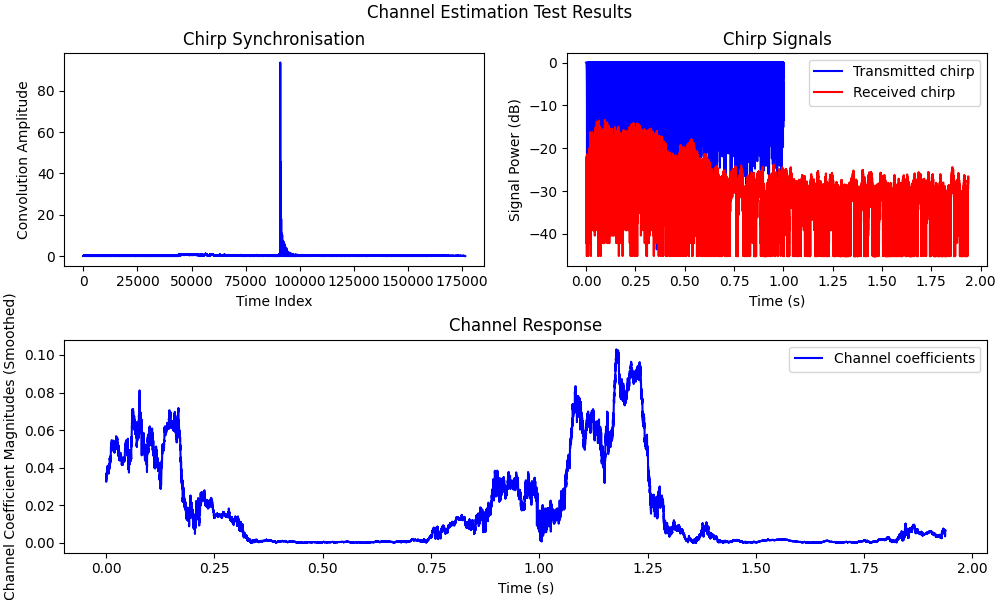 Channel Estimation Test Results
Chirp Synchronisation
Convolution Amplitude
80
60
40
20
0
0 25000 50000 75000 100000 125000 150000 175000
Time Index
Chirp Signals
Signal Power (dB)
0
−10
−20
−30
−40
Transmitted chirp
Received chirp
0.00 0.25 0.50 0.75 1.00 1.25 1.50 1.75 2.00
Time (s)
Channel Response
Channel Coefficient Magnitudes (Smoothed)
0.10
0.08
0.06
0.04
0.02
0.00
Channel coefficients
0.00 0.25 0.50 0.75 1.00 1.25 1.50 1.75 2.00
Time (s)